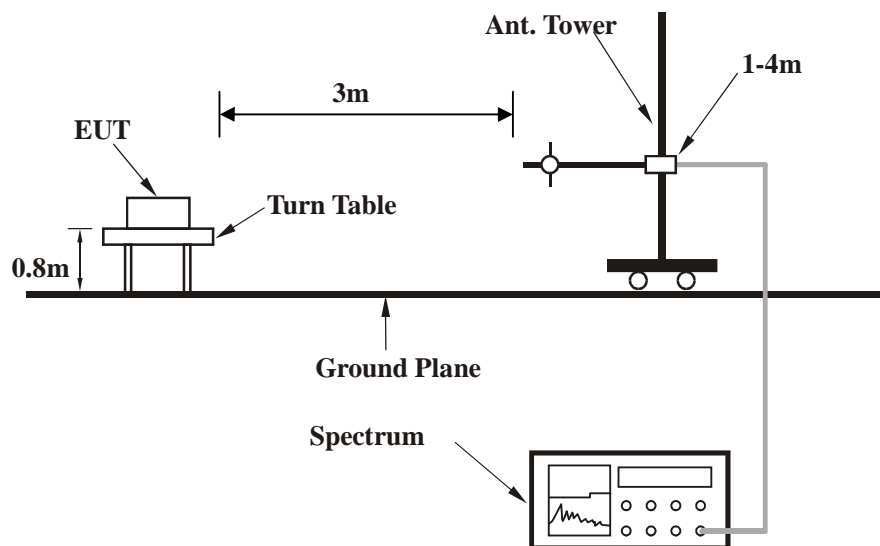 Ant. Tower
1-4m
3m
EUT
Turn Table
0.8m
Ground Plane
Spectrum